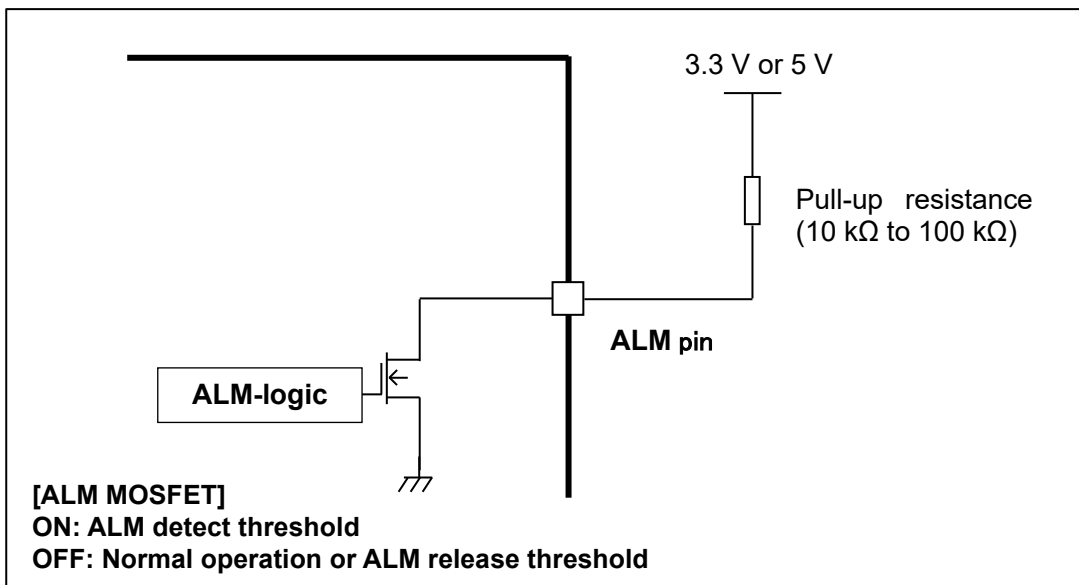 3.3 V or 5 V
Pull-up resistance
(10 kΩ to 100 kΩ)
ALM pin
ALM-logic
[ALM MOSFET]
ON: ALM detect threshold
OFF: Normal operation or ALM release threshold